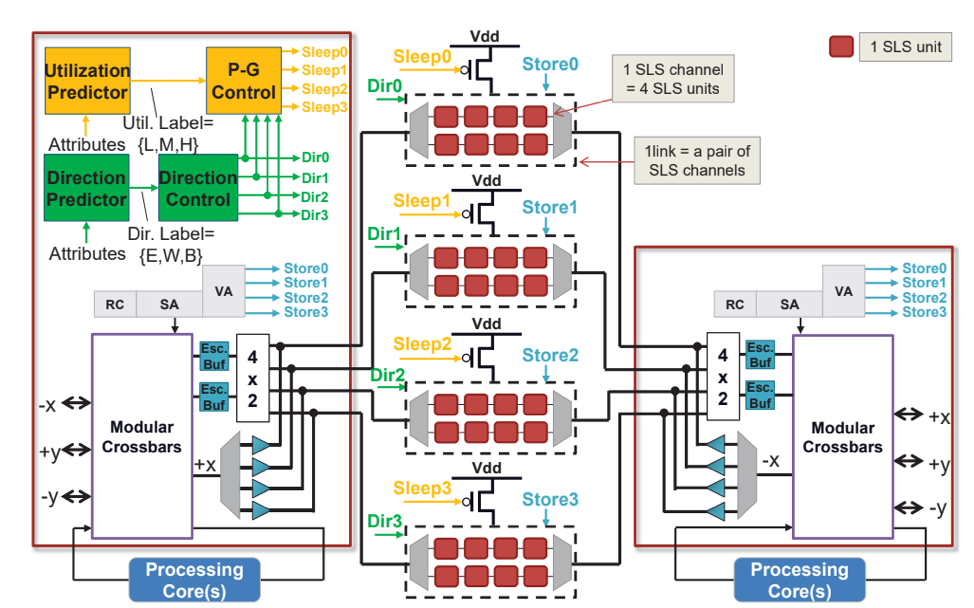 Utilization
Predictor
P-G
Control
Sleep0
Sleep1
Sleep2
Sleep3
Attributes
Util. Label=
{L,M,H}
Direction
Predictor
Direction
Control
Dir0
Dir1
Dir2
Dir3
Attributes
Dir. Label=
{E,W,B}
RC
SA
VA
Store0
Store1
Store2
Store3
Esc.
Buf
Esc.
Buf
4
x
2
Modular
Crossbars
-x
+y
-y
+x
Processing
Core(s)
Vdd
Sleep0
Store0
Dir0
Vdd
Sleep1
Store1
Dir1
Vdd
Sleep2
Store2
Dir2
Vdd
Sleep3
Store3
Dir3
1 SLS unit
1 SLS channel
= 4 SLS units
1link = a pair of
SLS channels
RC
SA
VA
Store0
Store1
Store2
Store3
4
x
2
Esc.
Buf
Esc.
Buf
Modular
Crossbars
-x
+x
+y
-y
Processing
Core(s)